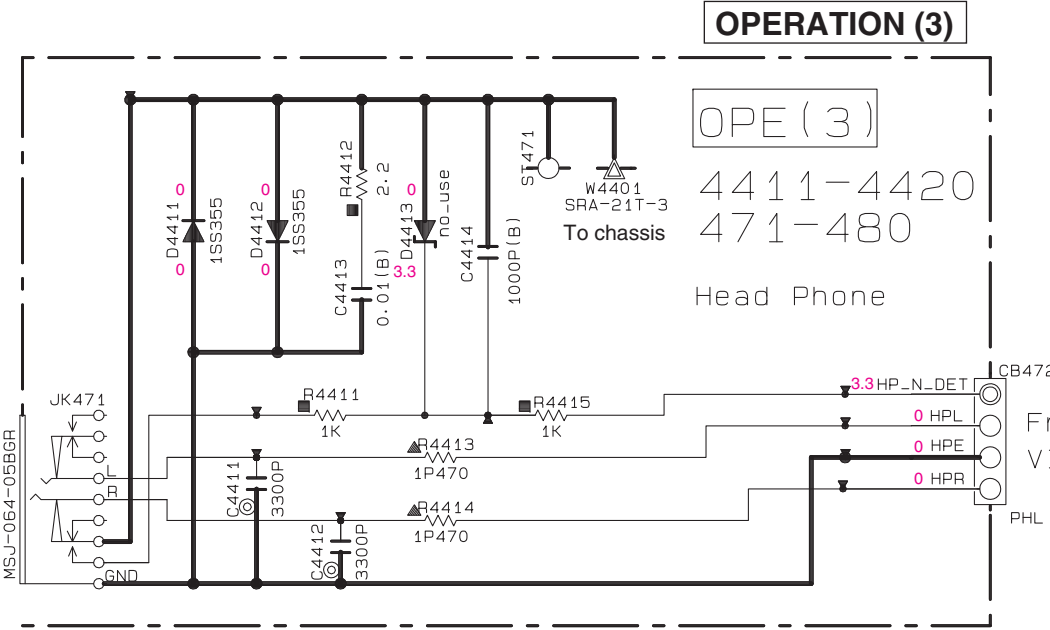 OPERATION (3)
OPE(3)
4411-4420
471-480
Head Phone
ST471
W4401
SRA-21T-3
To chassis
0
D4411
1SS355
0
0
D4412
1SS355
0
R4412
2.2
C4413
0.01(B)
0
D4413
no_use
3.3
C4414
1000P(B)
JK471
MSJ-064-05BGR
L
R
GND
R4411
1K
R4415
1K
R4413
1P470
R4414
1P470
C4411
3300P
C4412
3300P
3.3 HP_N_DET
0 HPL
0 HPE
0 HPR
CB472
PHL